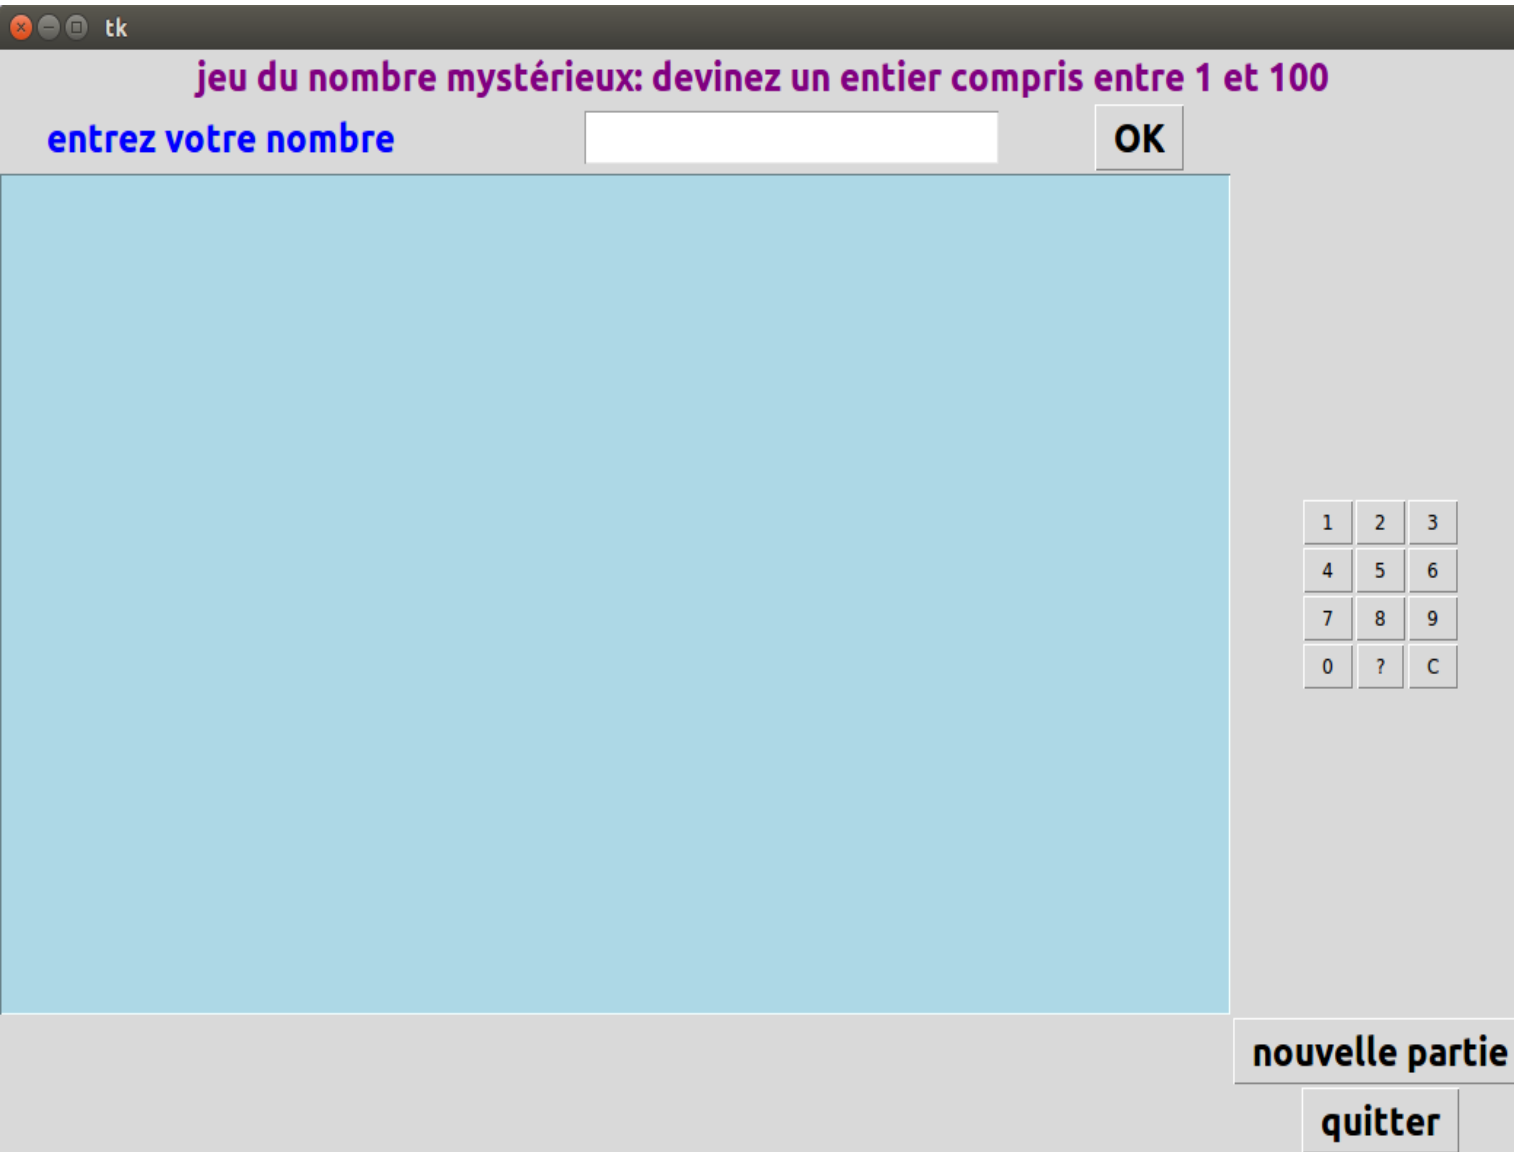 tk
jeu du nombre mystérieux: devinez un entier compris entre 1 et 100
entrez votre nombre OK
1 2 3
4 5 6
7 8 9
0 ? C
nouvelle partie
quitter